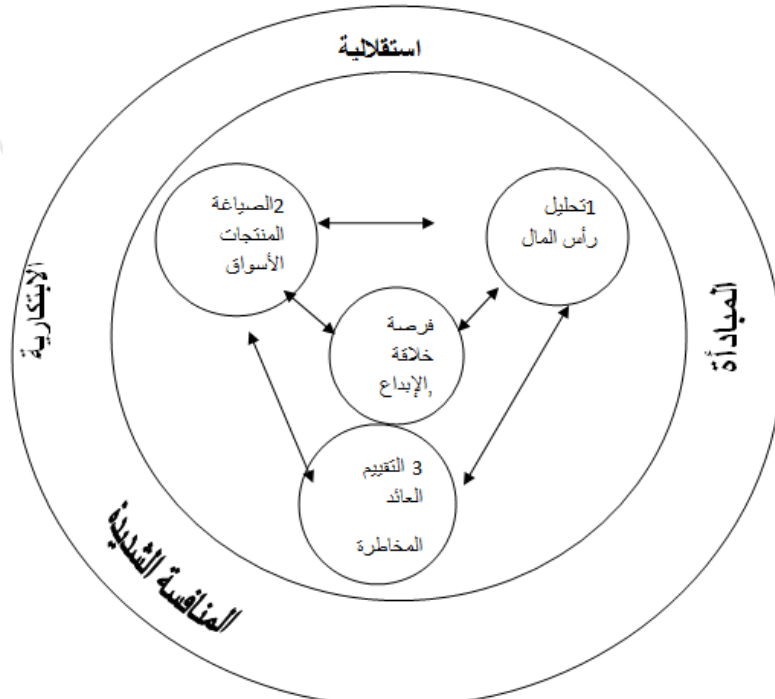 استقلالية
1تحليل
رأس المال
2الصياغة
المنتجات
الأسواق
المبادأة
الابتكارية
فرصة
خلاقة
الإبداع,
3 التقييم
العائد
المخاطرة
المنافسة الشديدة